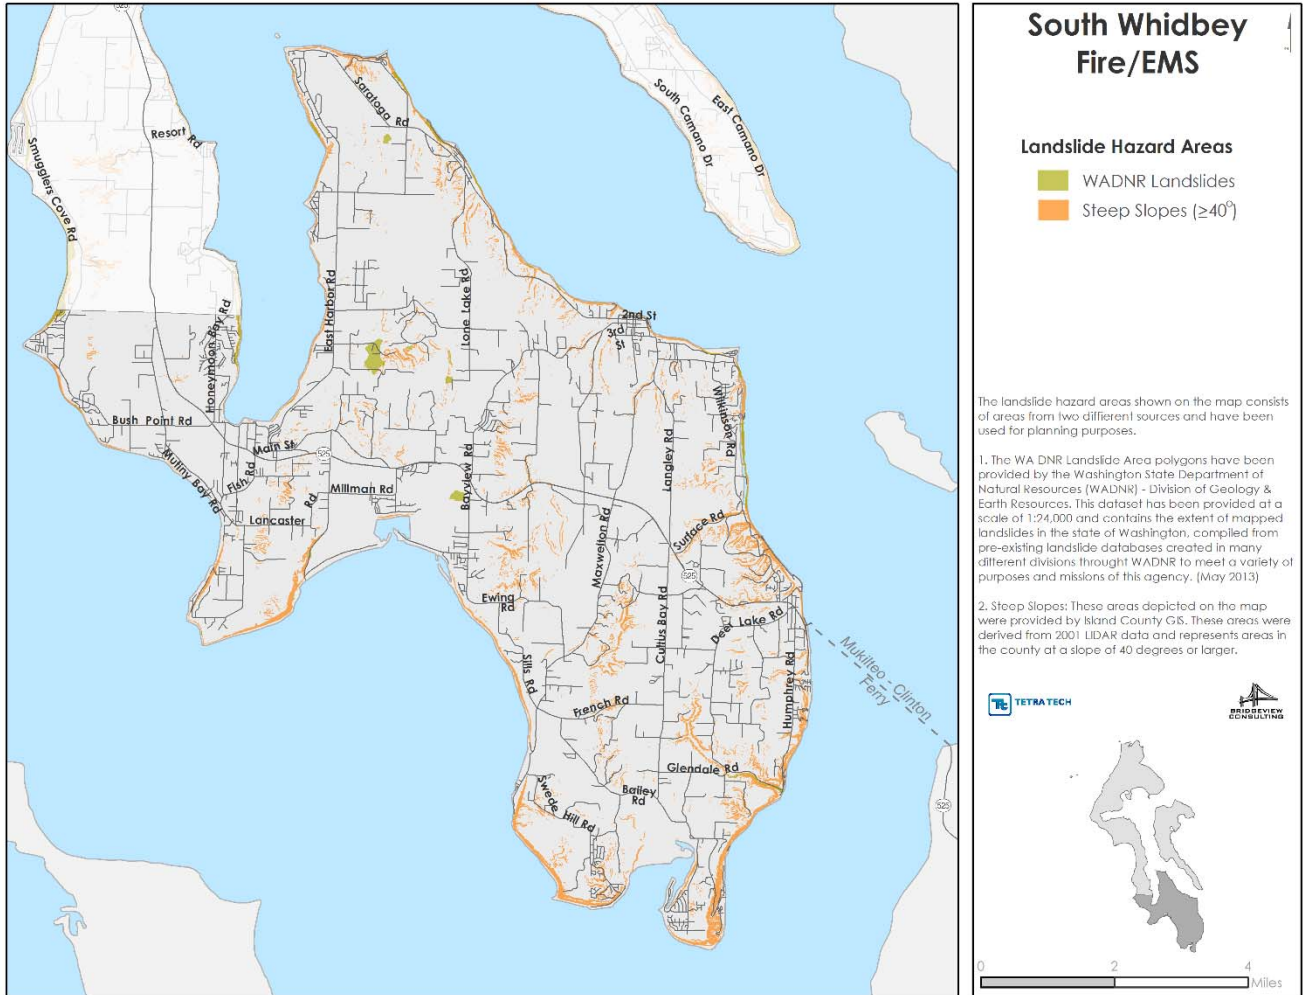 South Whidbey
Fire/EMS
Landslide Hazard Areas
WADNR Landslides
Steep Slopes (≥40°)
The landslide hazard areas shown on the map consists
of areas from two diffierent sources and have been
used for planning purposes.
1. The WA DNR Landslide Area polygons have been
provided by the Washington State Department of
Natural Resources (WADNR) - Division of Geology &
Earth Resources. This dataset has been provided at a
scale of 1:24,000 and contains the extent of mapped
landslides in the state of Washington, compiled from
pre-existing landslide databases created in many
different divisions throught WADNR to meet a variety of
purposes and missions of this agency. (May 2013)
2. Steep Slopes: These areas depicted on the map
were provided by Island County GIS. These areas were
derived from 2001 LIDAR data and represents areas in
the county at a slope of 40 degrees or larger.
TETRA TECH
BRIDGEVIEW
CONSULTING
0 2 4
Miles
525
Resort Rd
Smugglers Cove Rd
Saratoga Rd
South Camano Dr
East Camano Dr
Honeymoon Bay Rd
East Harbor Rd
Lone Lake Rd
2nd St
3rd St
Wilkinson Rd
Bush Point Rd
Main St
525
Mutiny Bay Rd
Fish Rd
Millman Rd
Lancaster Rd
Bayview Rd
Langley Rd
Maxwelton Rd
Surface Rd
525
Ewing Rd
Cultus Bay Rd
Deer Lake Rd
Sills Rd
Humphrey Rd
Mukilteo - Clinton
Ferry
French Rd
Glendale Rd
Bailey Rd
Swede Hill Rd
525